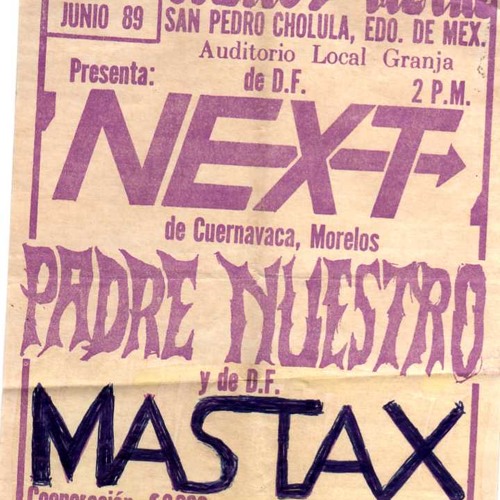 JUNIO 89
SAN PEDRO CHOLULA, EDO. DE MEX.
Auditorio Local Granja
Presenta:
de D.F.
2 P.M.
NEXT
de Cuernavaca, Morelos
PADRE NUESTRO
y de D.F.
MASTAX
Cooperación